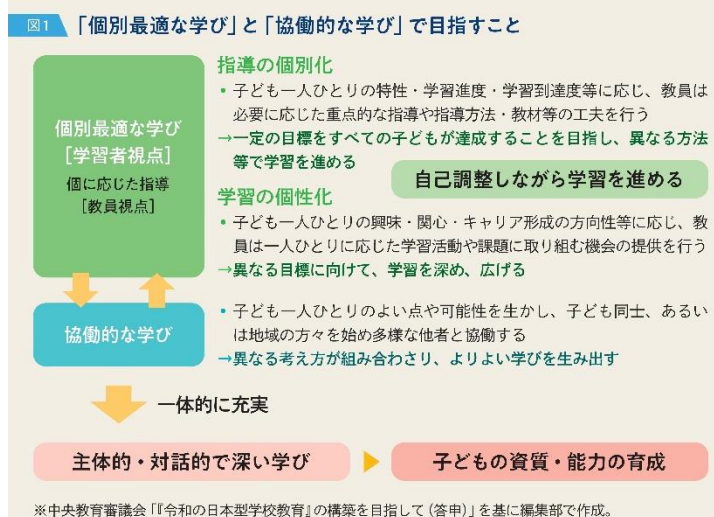 図1 「個別最適な学び」と「協働的な学び」で目指すこと
個別最適な学び
[学習者視点]
個に応じた指導
[教員視点]
指導の個別化
・子ども一人ひとりの特性・学習進度・学習到達度等に応じ、教員は
必要に応じた重点的な指導や指導方法・教材等の工夫を行う
→一定の目標をすべての子どもが達成することを目指し、異なる方法
等で学習を進める
自己調整しながら学習を進める
学習の個性化
・子ども一人ひとりの興味・関心・キャリア形成の方向性等に応じ、教
員は一人ひとりに応じた学習活動や課題に取り組む機会の提供を行う
→異なる目標に向けて、学習を深め、広げる
協働的な学び
・子ども一人ひとりのよい点や可能性を生かし、子ども同士、あるい
は地域の方々を始め多様な他者と協働する
→異なる考え方が組み合わさり、よりよい学びを生み出す
一体的に充実
主体的・対話的で深い学び
子どもの資質・能力の育成
※中央教育審議会「『令和の日本型学校教育』の構築を目指して(答申)」を基に編集部で作成。